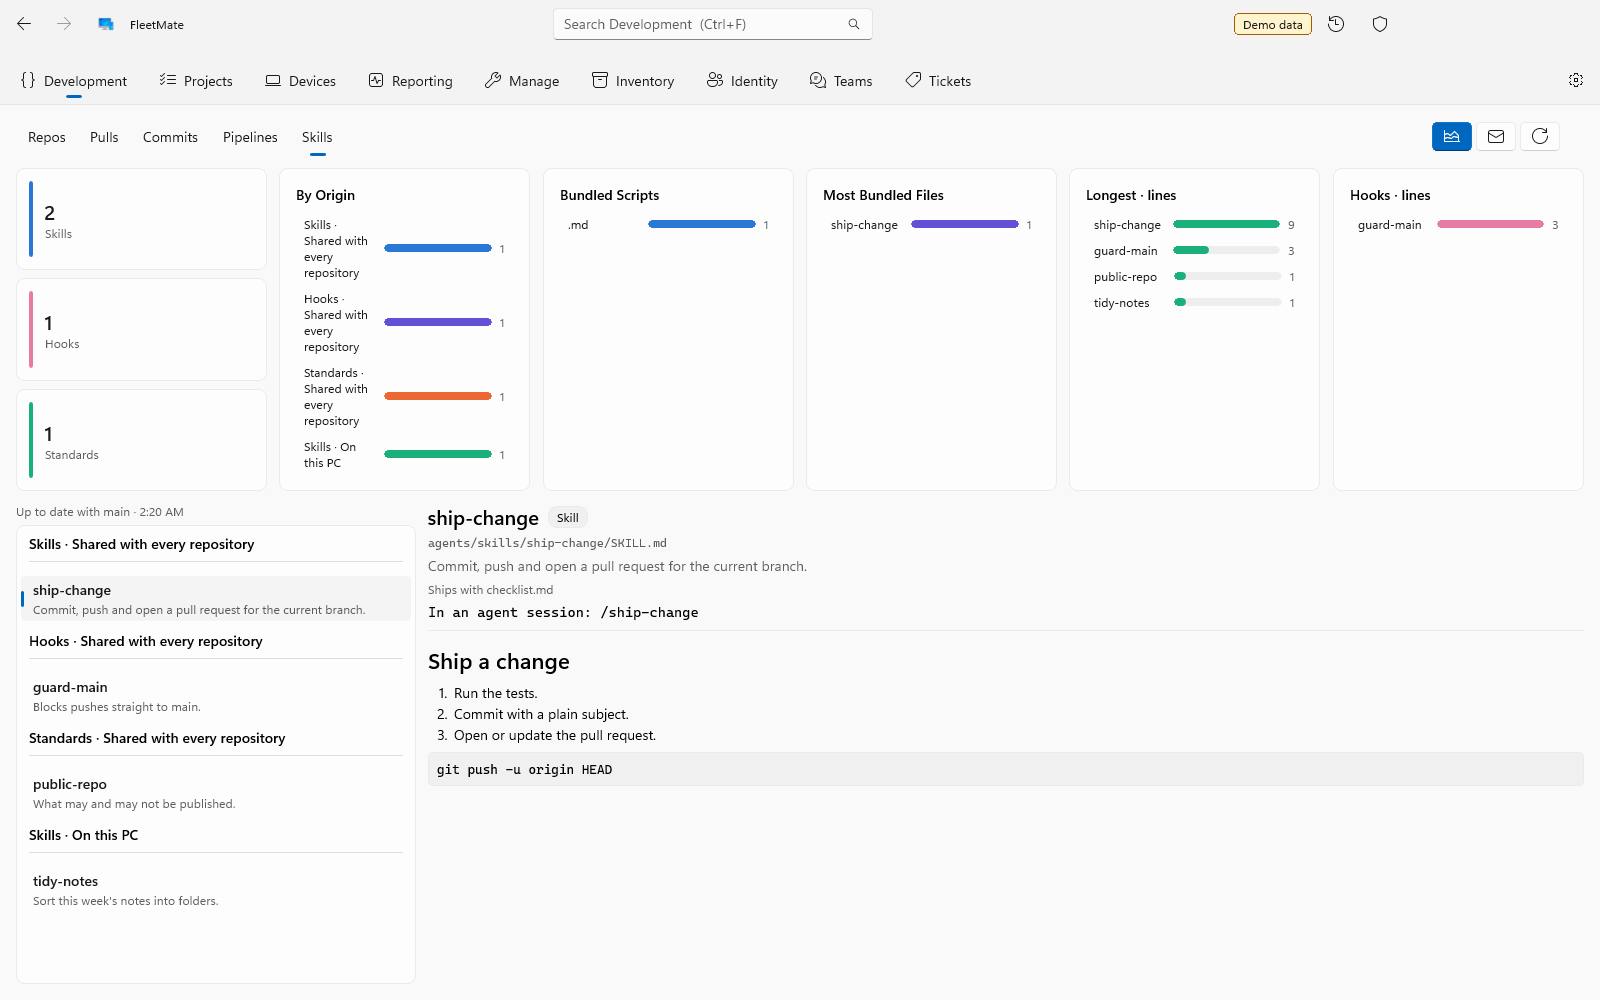 FleetMate
Search Development (Ctrl+F)
Demo data
Development
Projects
Devices
Reporting
Manage
Inventory
Identity
Teams
Tickets
Repos
Pulls
Commits
Pipelines
Skills
2
Skills
1
Hooks
1
Standards
By Origin
Skills ·
Shared with
every
repository
1
Hooks ·
Shared with
every
repository
1
Standards ·
Shared with
every
repository
1
Skills · On
this PC
1
Bundled Scripts
.md 1
Most Bundled Files
ship-change 1
Longest · lines
ship-change 9
guard-main 3
public-repo 1
tidy-notes 1
Hooks · lines
guard-main 3
Up to date with main · 2:20 AM
Skills · Shared with every repository
ship-change
Commit, push and open a pull request for the current branch.
Hooks · Shared with every repository
guard-main
Blocks pushes straight to main.
Standards · Shared with every repository
public-repo
What may and may not be published.
Skills · On this PC
tidy-notes
Sort this week's notes into folders.
ship-change Skill
agents/skills/ship-change/SKILL.md
Commit, push and open a pull request for the current branch.
Ships with checklist.md
In an agent session: /ship-change
Ship a change
1. Run the tests.
2. Commit with a plain subject.
3. Open or update the pull request.
git push -u origin HEAD